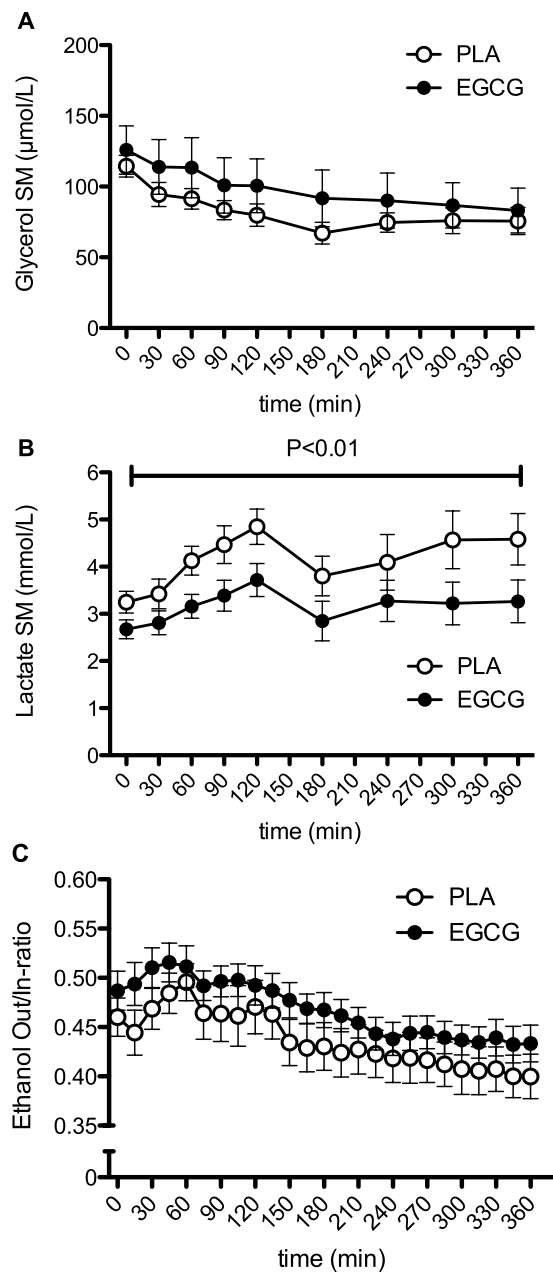 A
200
150
100
50
0
Glycerol SM (µmol/L)
PLA
EGCG
0 30 60 90 120 150 180 210 240 270 300 330 360
time (min)
B
P<0.01
6
5
4
3
2
1
0
Lactate SM (mmol/L)
PLA
EGCG
0 30 60 90 120 150 180 210 240 270 300 330 360
time (min)
C
0.60
0.55
0.50
0.45
0.40
0.35
0
Ethanol Out/In-ratio
PLA
EGCG
0 30 60 90 120 150 180 210 240 270 300 330 360
time (min)